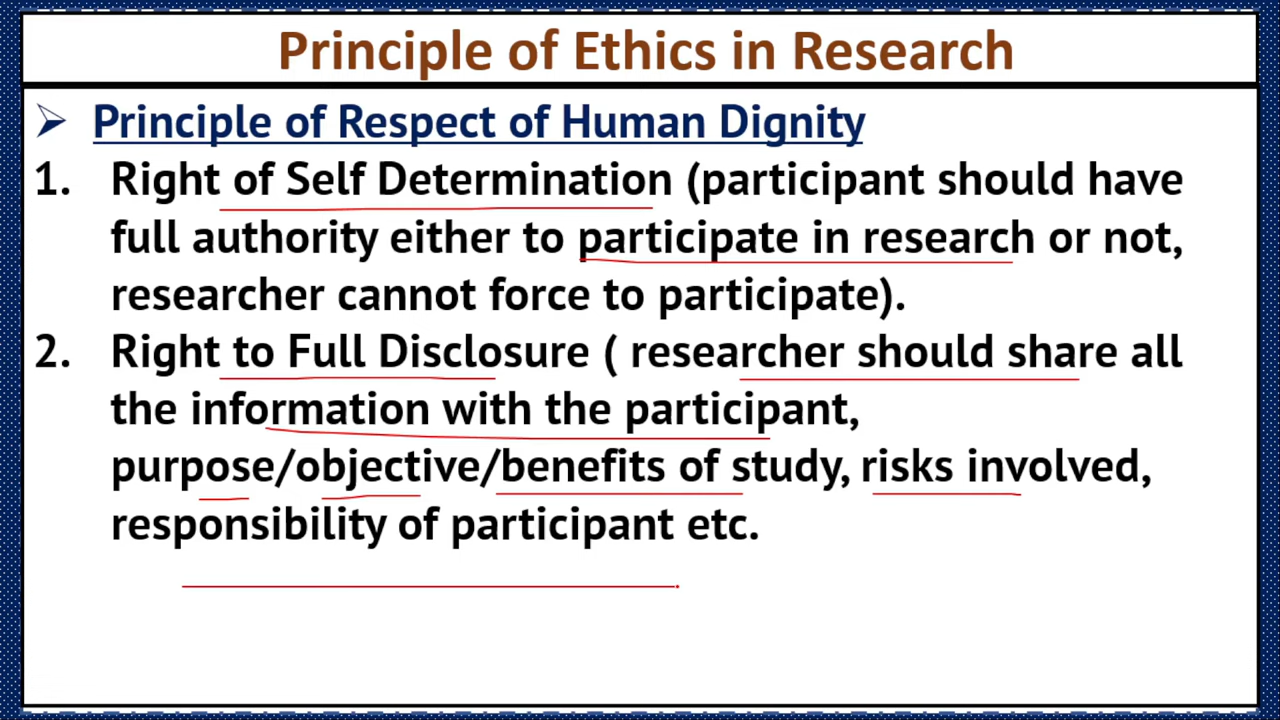 Principle of Ethics in Research
➢ Principle of Respect of Human Dignity
1. Right of Self Determination (participant should have
full authority either to participate in research or not,
researcher cannot force to participate).
2. Right to Full Disclosure ( researcher should share all
the information with the participant,
purpose/objective/benefits of study, risks involved,
responsibility of participant etc.